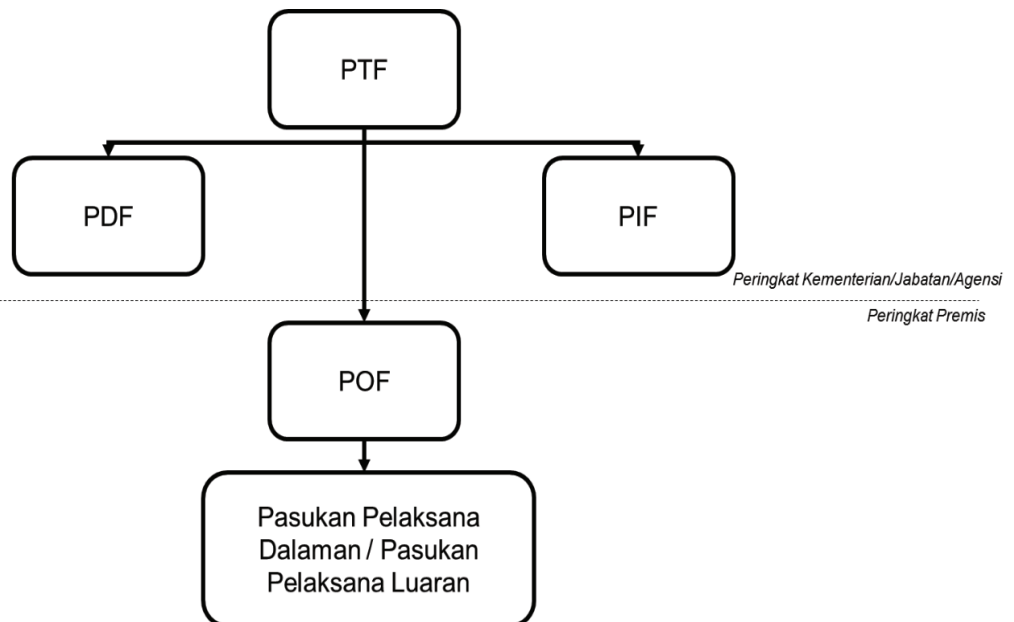 PTF
PDF
PIF
Peringkat Kementerian/Jabatan/Agensi
Peringkat Premis
POF
Pasukan Pelaksana
Dalaman / Pasukan
Pelaksana Luaran